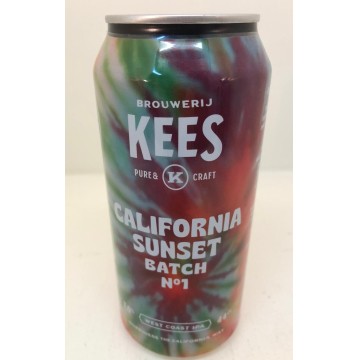 BROUWERIJ
KEES
PURE & K CRAFT
CALIFORNIA
SUNSET
BATCH
Nº1
WEST COAST IPA